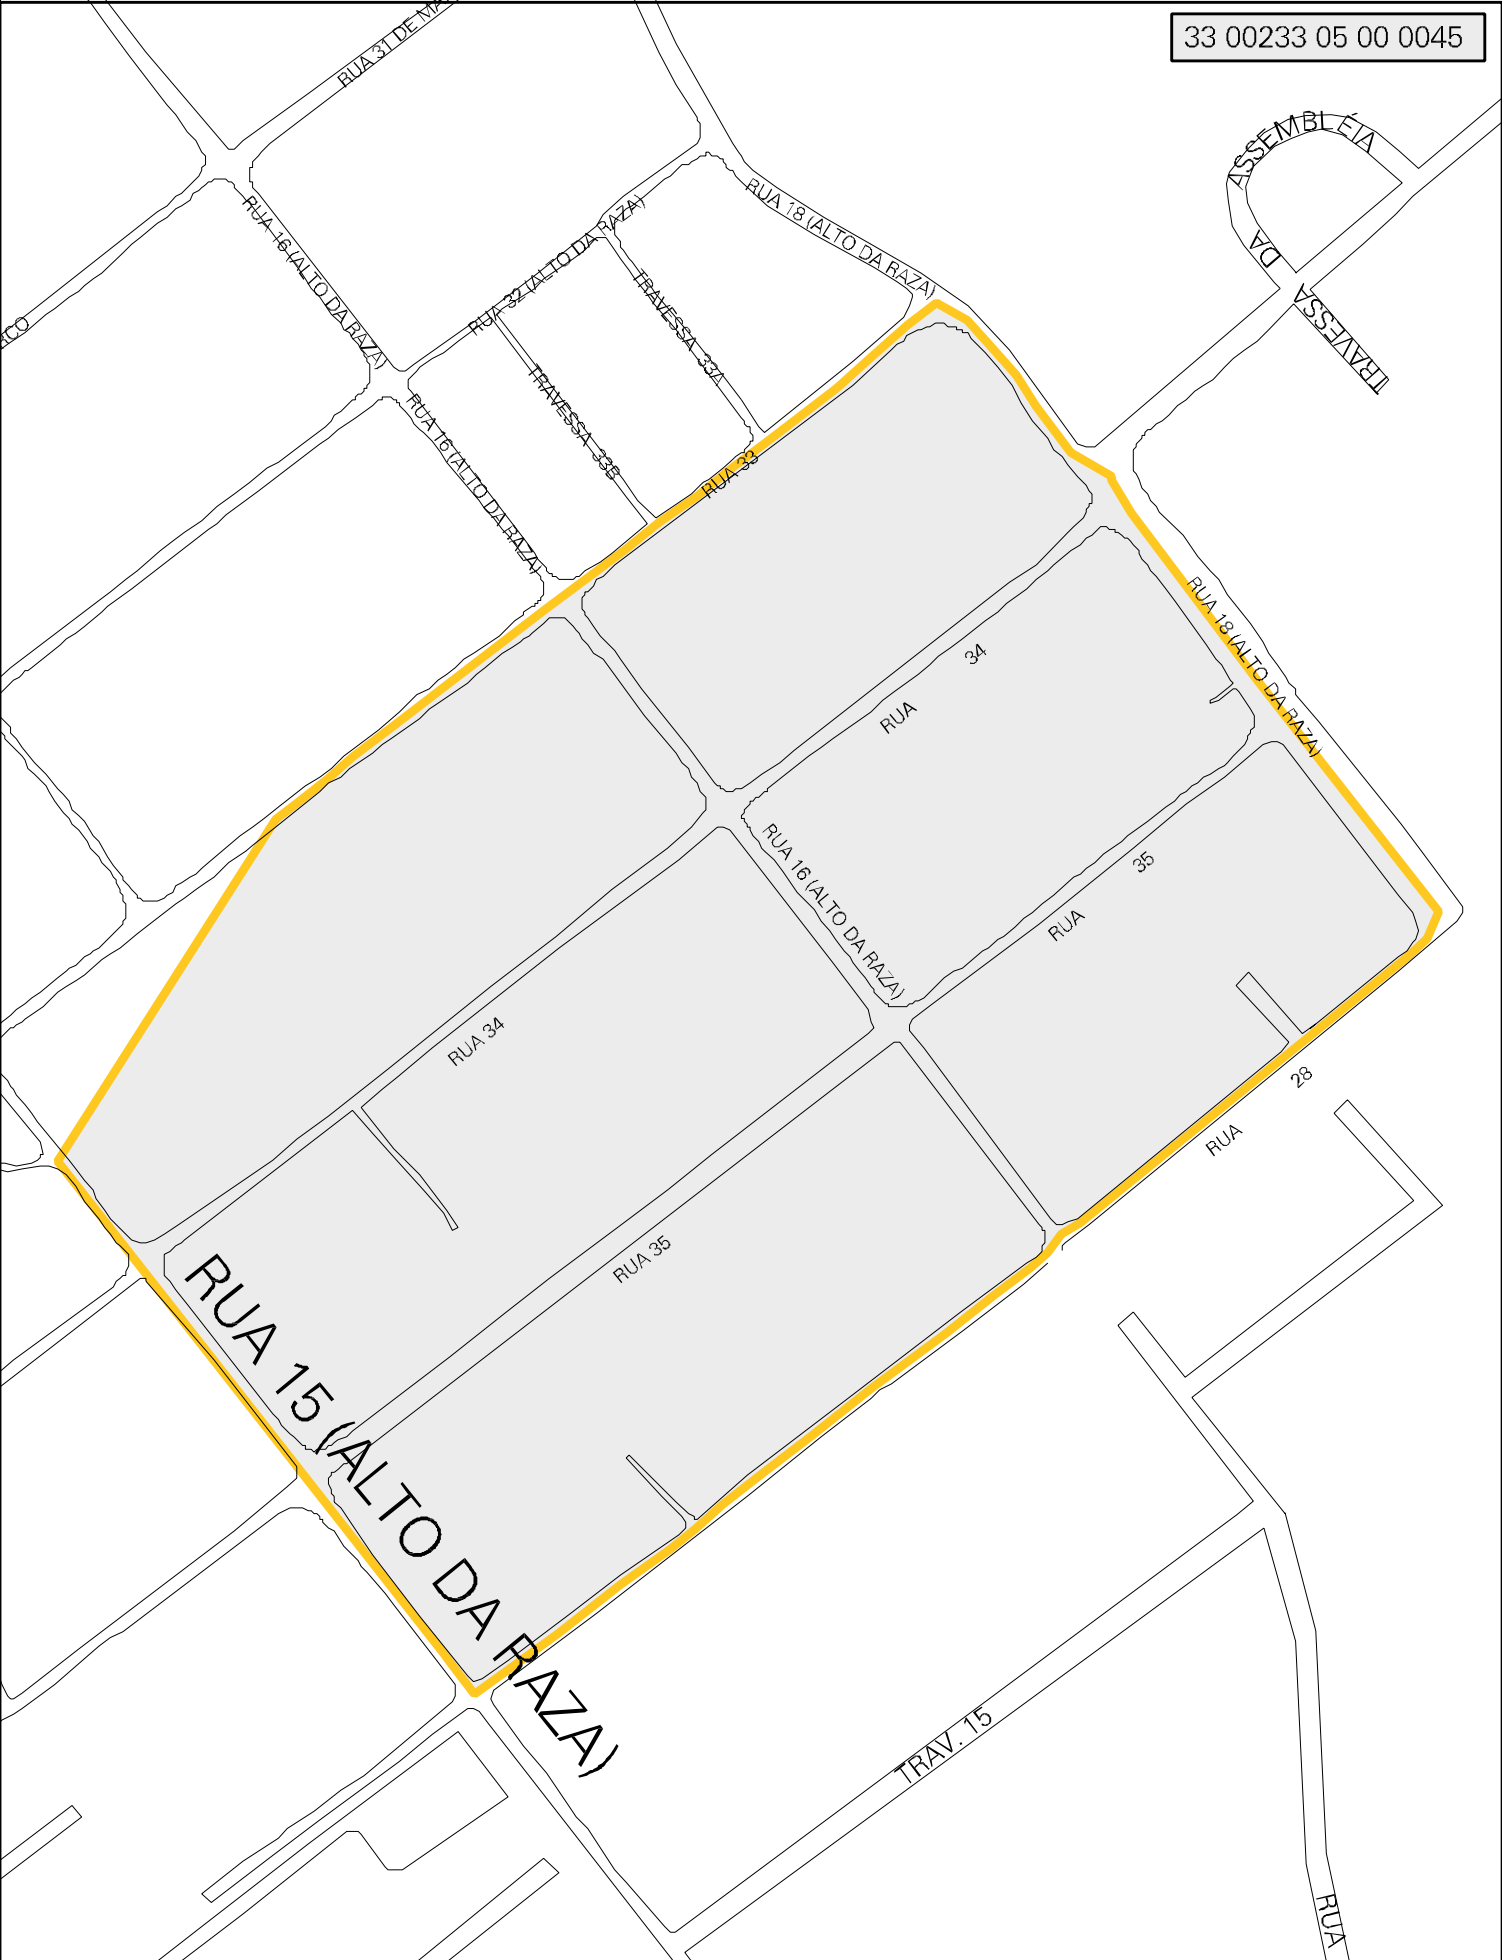 33 00233 05 00 0045
RUA 31 DE MA
ASSEMBLÉIA
DA
TRAVESSA
RUA 18 (ALTO DA RAZA)
RUA 16 (ALTO DA RAZA)
RUA 32 (ALTO DA RAZA)
TRAVESSA 33A
RCO
TRAVESSA 33B
RUA 16 (ALTO DA RAZA)
RUA 33
RUA 18 (ALTO DA RAZA)
RUA 34
RUA 16 (ALTO DA RAZA)
RUA 35
RUA 34
RUA 28
RUA 35
RUA 15 (ALTO DA RAZA)
TRAV. 15
RUA